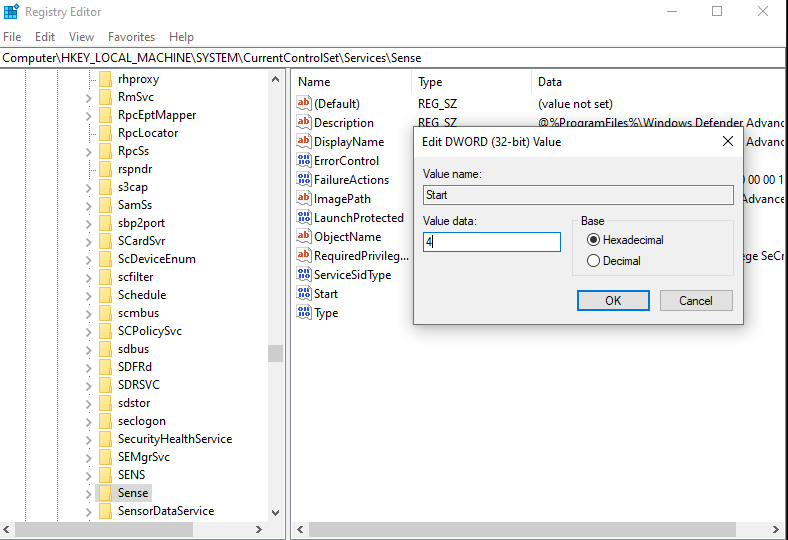 Registry Editor
File Edit View Favorites Help
Computer\HKEY_LOCAL_MACHINE\SYSTEM\CurrentControlSet\Services\Sense
rhproxy
RmSvc
RpcEptMapper
RpcLocator
RpcSs
rspndr
s3cap
SamSs
sbp2port
SCardSvr
ScDeviceEnum
scfilter
Schedule
scmbus
SCPolicySvc
sdbus
SDFRd
SDRSVC
sdstor
seclogon
SecurityHealthService
SEMgrSvc
SENS
Sense
SensorDataService
Name Type Data
(Default) REG_SZ (value not set)
Description REG_SZ @%ProgramFiles%\Windows Defender Advanc
DisplayName
ErrorControl
FailureActions 0 00 00 1
ImagePath Advance
LaunchProtected
ObjectName
RequiredPrivileg... ege SeCr
ServiceSidType
Start
Type
Edit DWORD (32-bit) Value
Value name:
Start
Value data:
4
Base
Hexadecimal
Decimal
OK Cancel